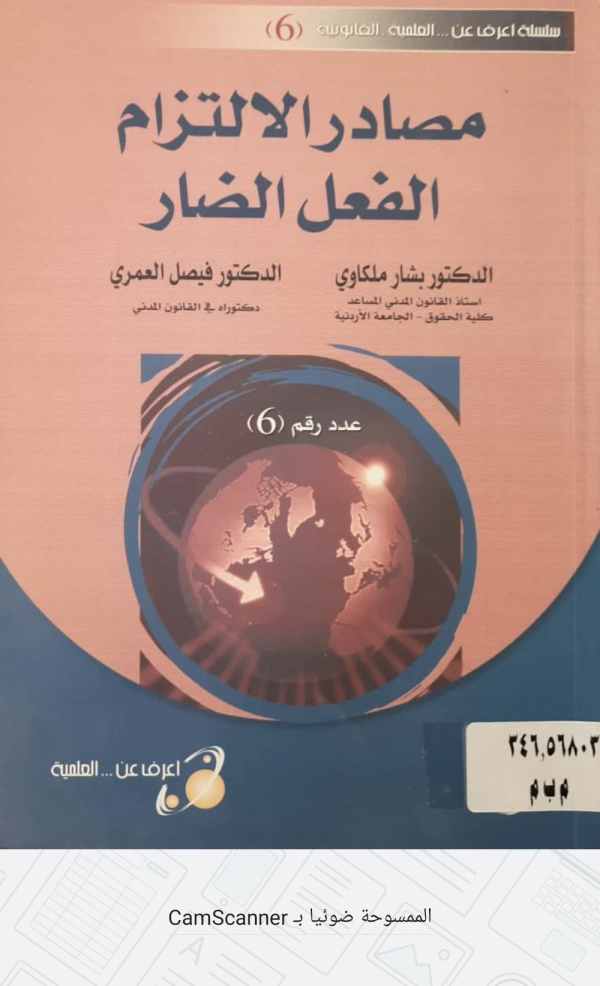 سلسلة اعرف عن ... العلمية . القانونية (6)
مصادر الالتزام
الفعل الضار
الدكتور بشار ملكاوي
استاذ القانون المدني المساعد
كلية الحقوق - الجامعة الأردنية
الدكتور فيصل العمري
دكتوراه في القانون المدني
عدد رقم (6)
اعرف عن ... العلمية
٣٤٦,٥٦٨٠٣
م ب م
الممسوحة ضوئيا بـ CamScanner